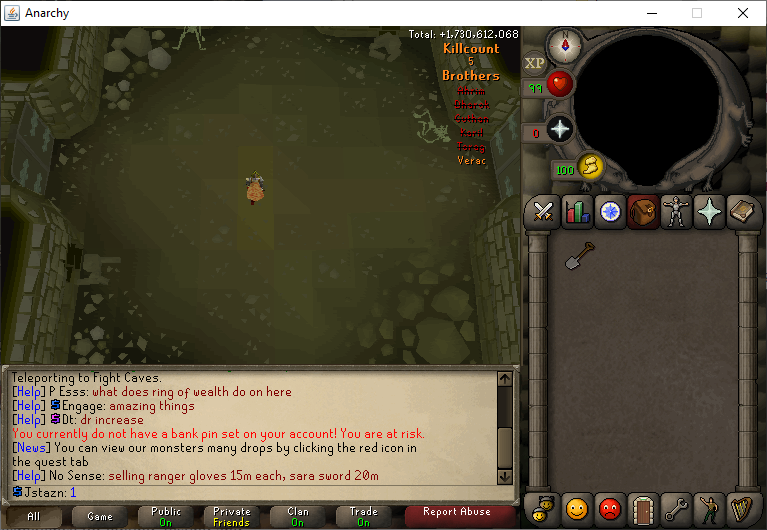 Anarchy
Total: +1,730,612,068
Killcount
5
Brothers
Ahrim
Dharok
Guthan
Karil
Torag
Verac
N
XP
99
0
100
Teleporting to Fight Caves.
[Help] P Esss: what does ring of wealth do on here
[Help] Engage: amazing things
[Help] Dt: dr increase
You currently do not have a bank pin set on your account! You are at risk.
[News] You can view our monsters many drops by clicking the red icon in
the quest tab
[Help] No Sense: selling ranger gloves 15m each, sara sword 20m
Jstazn: 1
All
Game
Public
On
Private
Friends
Clan
On
Trade
On
Report Abuse